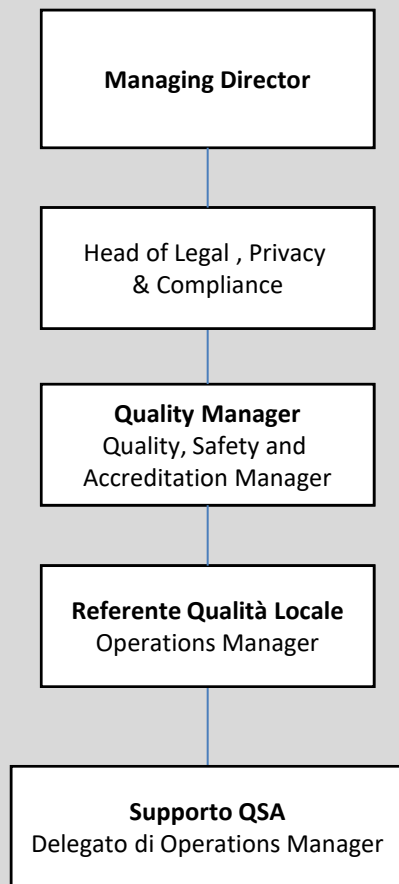 Managing Director
Head of Legal , Privacy
& Compliance
Quality Manager
Quality, Safety and
Accreditation Manager
Referente Qualità Locale
Operations Manager
Supporto QSA
Delegato di Operations Manager